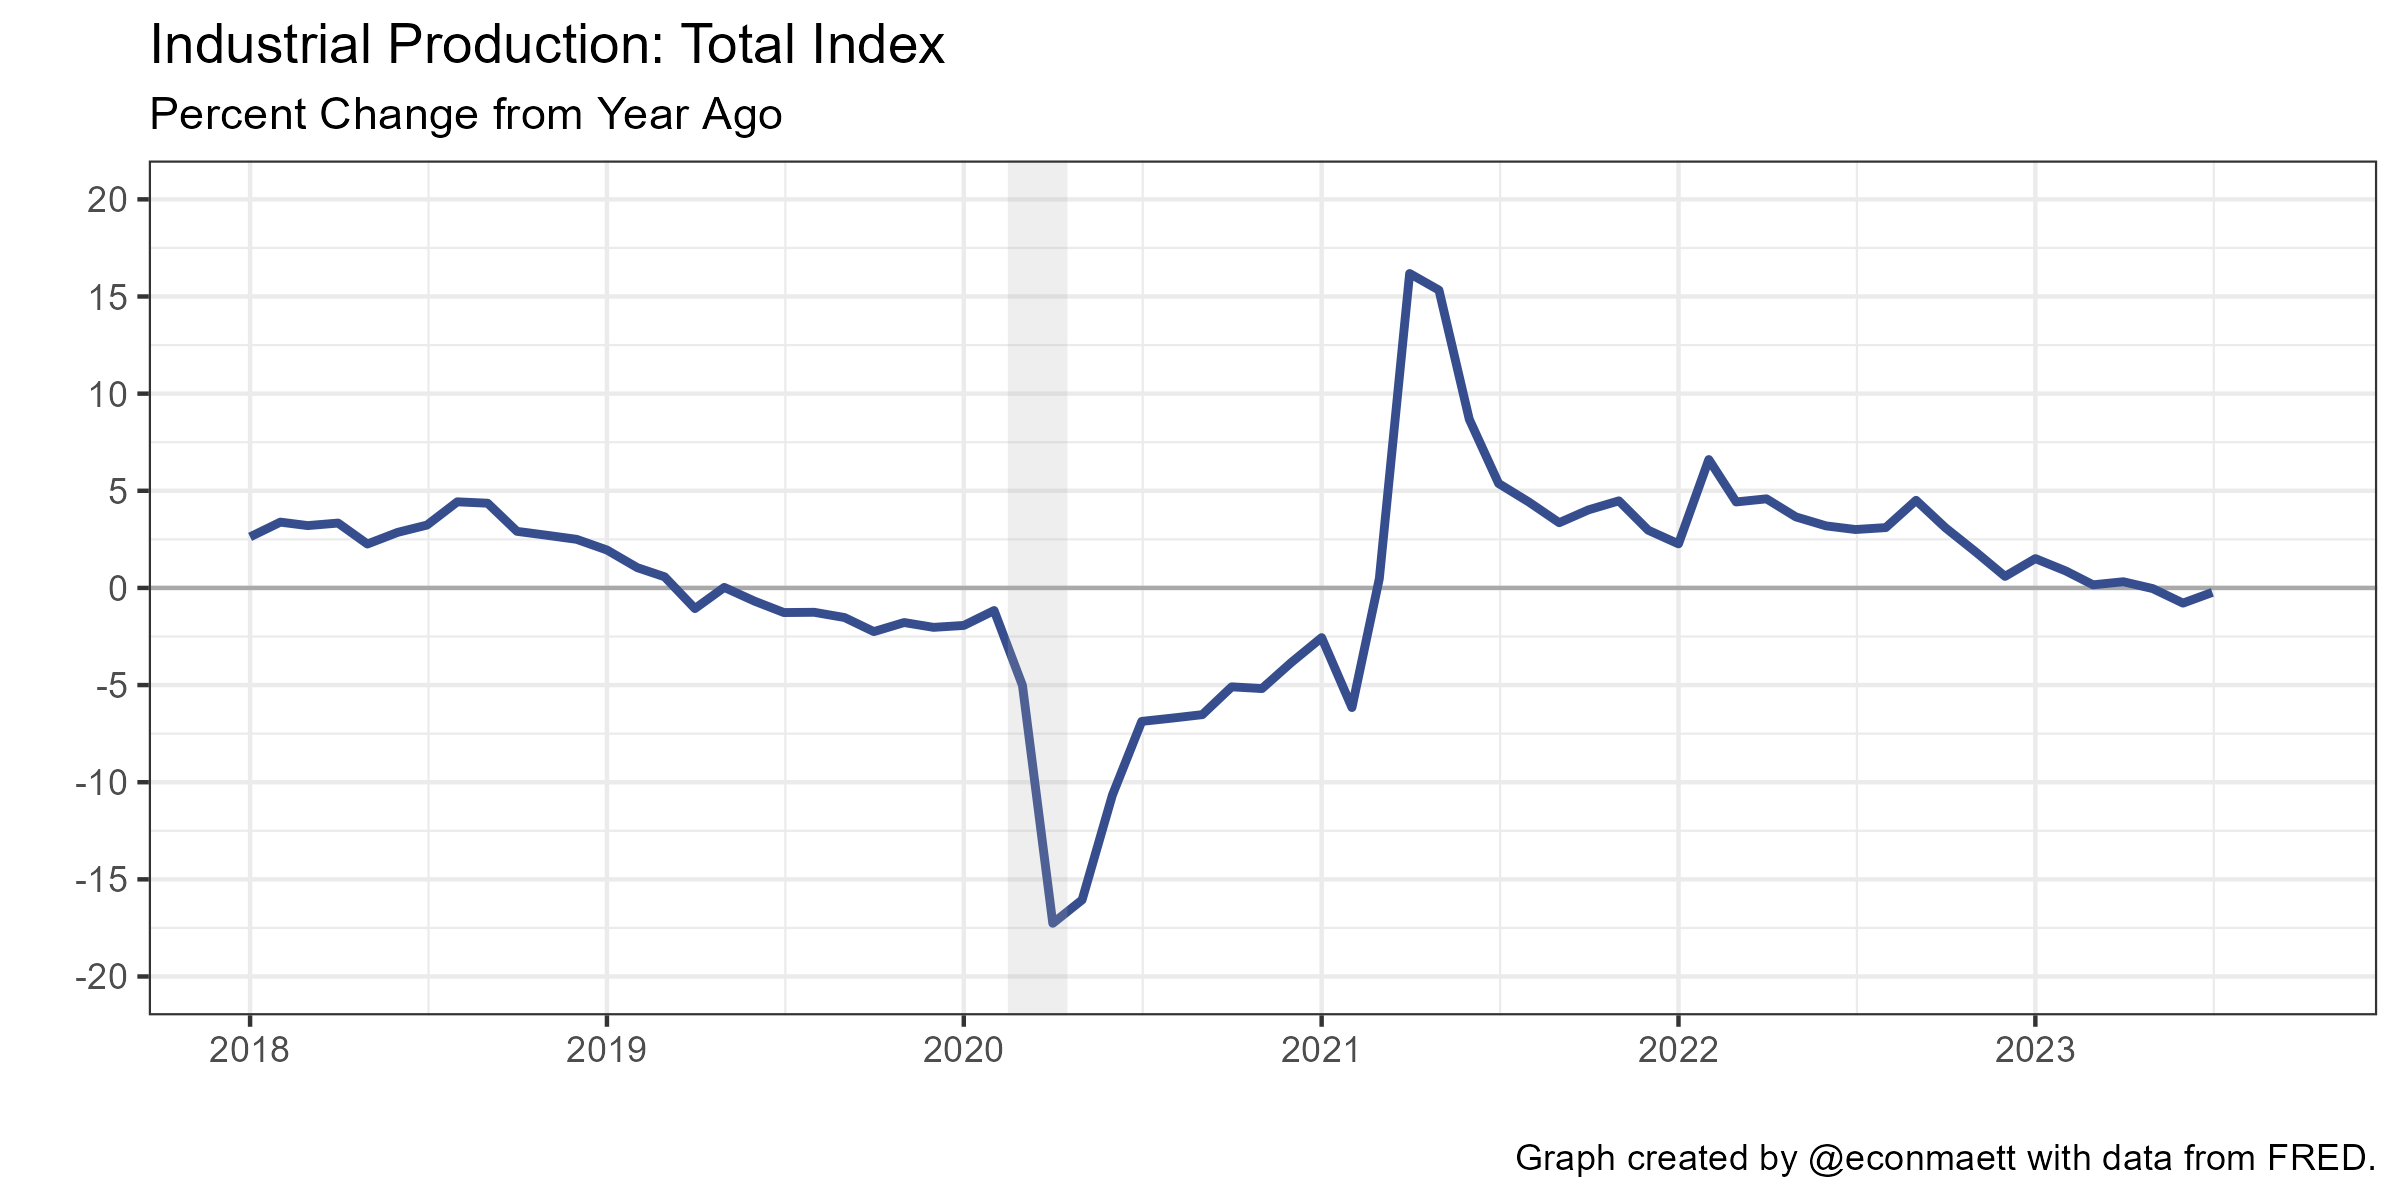 Industrial Production: Total Index
Percent Change from Year Ago
20
15
10
5
0
-5
-10
-15
-20
2018 2019 2020 2021 2022 2023
Graph created by @econmaett with data from FRED.